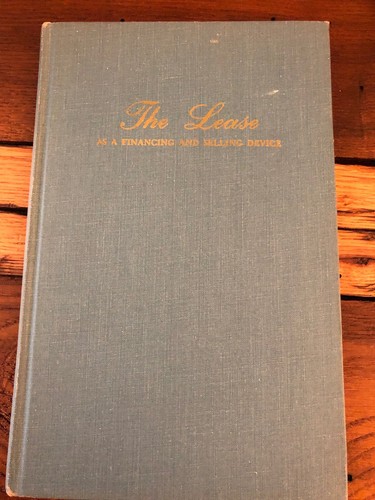 The Lease
AS A FINANCING AND SELLING DEVICE